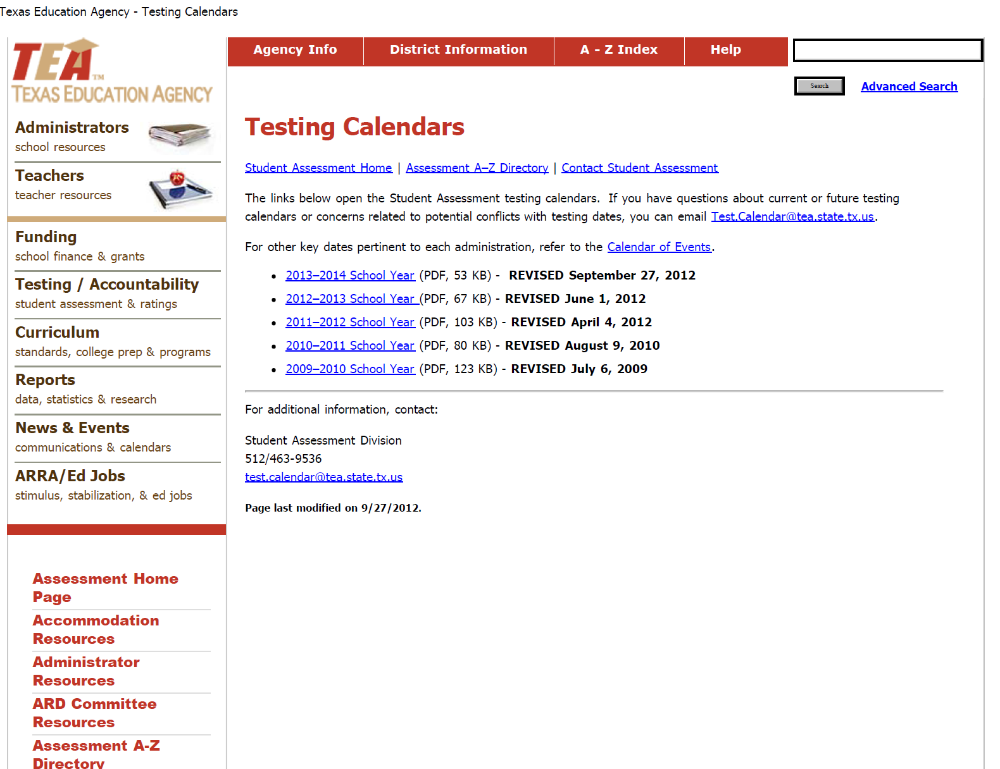 Texas Education Agency - Testing Calendars
TEA™
TEXAS EDUCATION AGENCY
Agency Info
District Information
A - Z Index
Help
Search
Advanced Search
Administrators
school resources
Teachers
teacher resources
Funding
school finance & grants
Testing / Accountability
student assessment & ratings
Curriculum
standards, college prep & programs
Reports
data, statistics & research
News & Events
communications & calendars
ARRA/Ed Jobs
stimulus, stabilization, & ed jobs
Assessment Home
Page
Accommodation
Resources
Administrator
Resources
ARD Committee
Resources
Assessment A-Z
Directory
Testing Calendars
Student Assessment Home | Assessment A–Z Directory | Contact Student Assessment
The links below open the Student Assessment testing calendars.  If you have questions about current or future testing
calendars or concerns related to potential conflicts with testing dates, you can email Test.Calendar@tea.state.tx.us.
For other key dates pertinent to each administration, refer to the Calendar of Events.
• 2013–2014 School Year (PDF, 53 KB) -  REVISED September 27, 2012
• 2012–2013 School Year (PDF, 67 KB) - REVISED June 1, 2012
• 2011–2012 School Year (PDF, 103 KB) - REVISED April 4, 2012
• 2010–2011 School Year (PDF, 80 KB) - REVISED August 9, 2010
• 2009–2010 School Year (PDF, 123 KB) - REVISED July 6, 2009
For additional information, contact:
Student Assessment Division
512/463-9536
test.calendar@tea.state.tx.us
Page last modified on 9/27/2012.